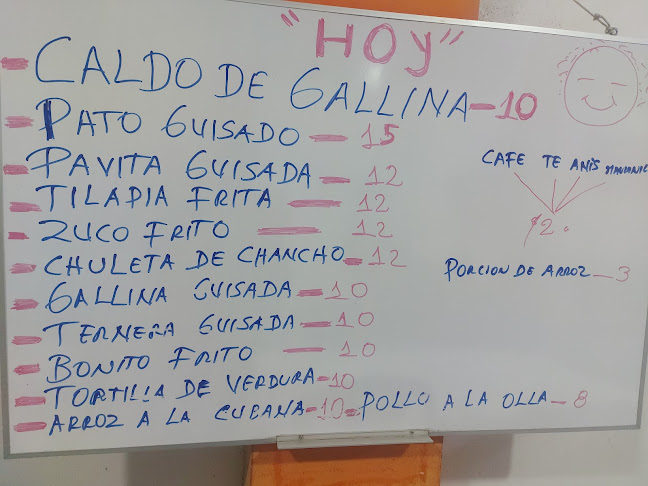 "HOY"
- CALDO DE GALLINA - 10
- PATO GUISADO - 15
- PAVITA GUISADA - 12
- TILAPIA FRITA - 12
- ZUCO FRITO - 12
- CHULETA DE CHANCHO - 12
- GALLINA GUISADA - 10
- TERNERA GUISADA - 10
- BONITO FRITO - 10
- TORTILLA DE VERDURA - 10
- ARROZ A LA CUBANA - 10 - POLLO A LA OLLA - 8
CAFE TE ANIS
$2.
PORCION DE ARROZ - 3